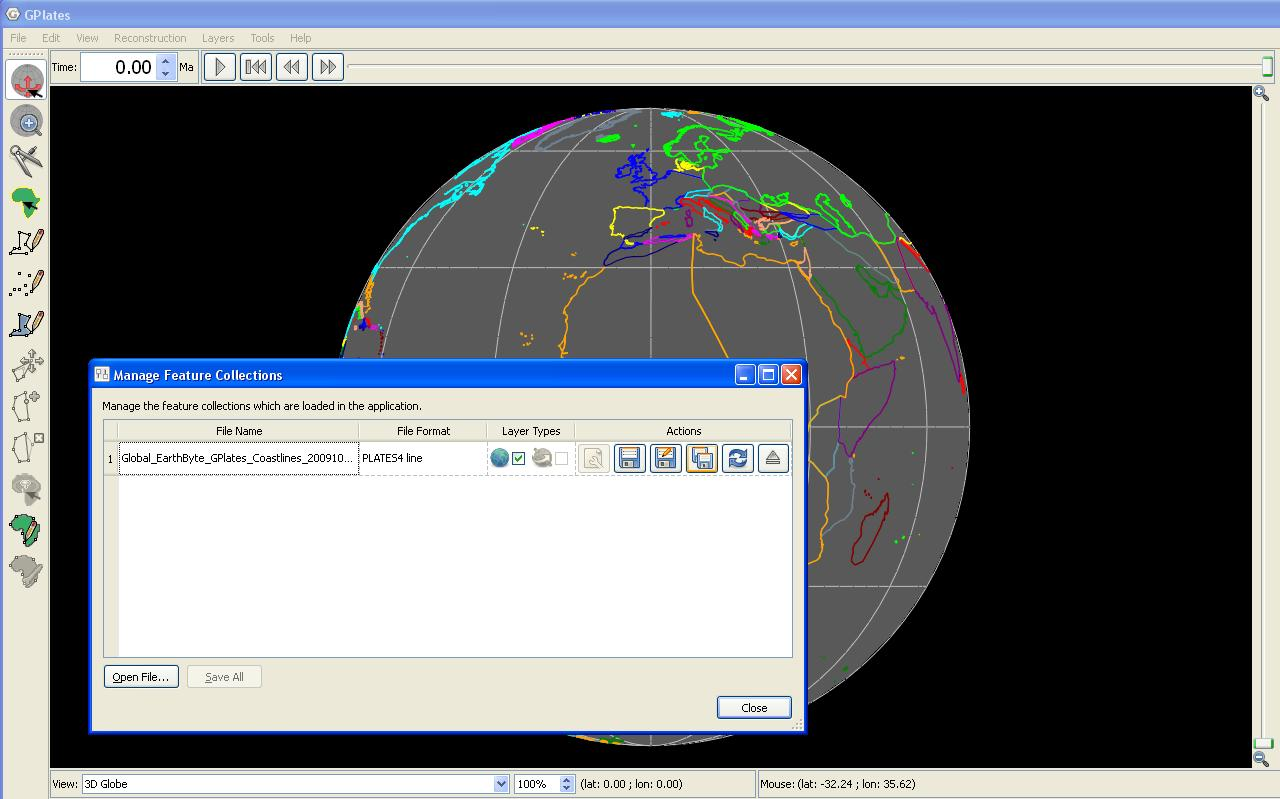 GPlates
File Edit View Reconstruction Layers Tools Help
Time: 0.00 Ma
Manage Feature Collections
Manage the feature collections which are loaded in the application.
File Name File Format Layer Types Actions
1 Global_EarthByte_GPlates_Coastlines_200910... PLATES4 line
Open File... Save All
Close
View: 3D Globe 100% (lat: 0.00 ; lon: 0.00) Mouse: (lat: -32.24 ; lon: 35.62)